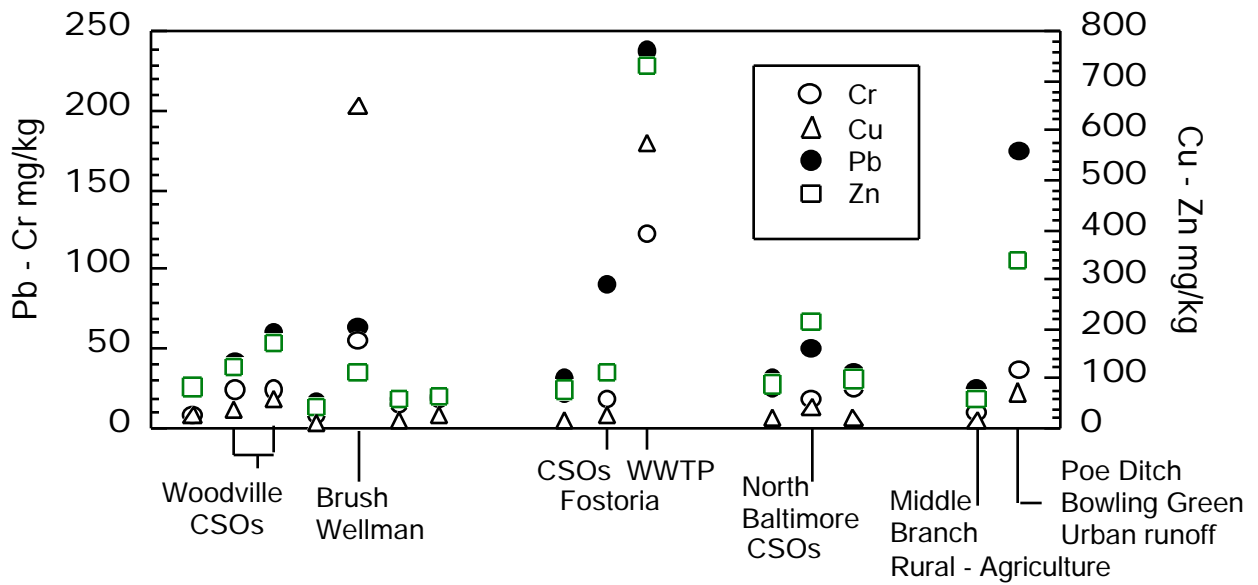 250
200
150
100
50
0
Pb - Cr mg/kg
Cr
Cu
Pb
Zn
800
700
600
500
400
300
200
100
0
Cu - Zn mg/kg
Woodville
CSOs
Brush
Wellman
CSOs WWTP
Fostoria
North
Baltimore
CSOs
Middle
Branch
Rural - Agriculture
Poe Ditch
Bowling Green
Urban runoff